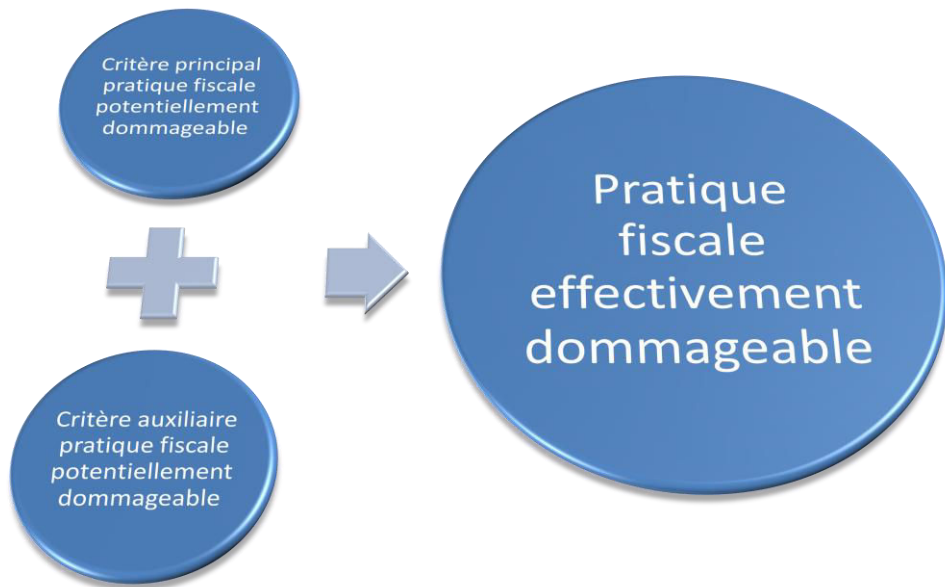 Critère principal
pratique fiscale
potentiellement
dommageable
Critère auxiliaire
pratique fiscale
potentiellement
dommageable
Pratique
fiscale
effectivement
dommageable